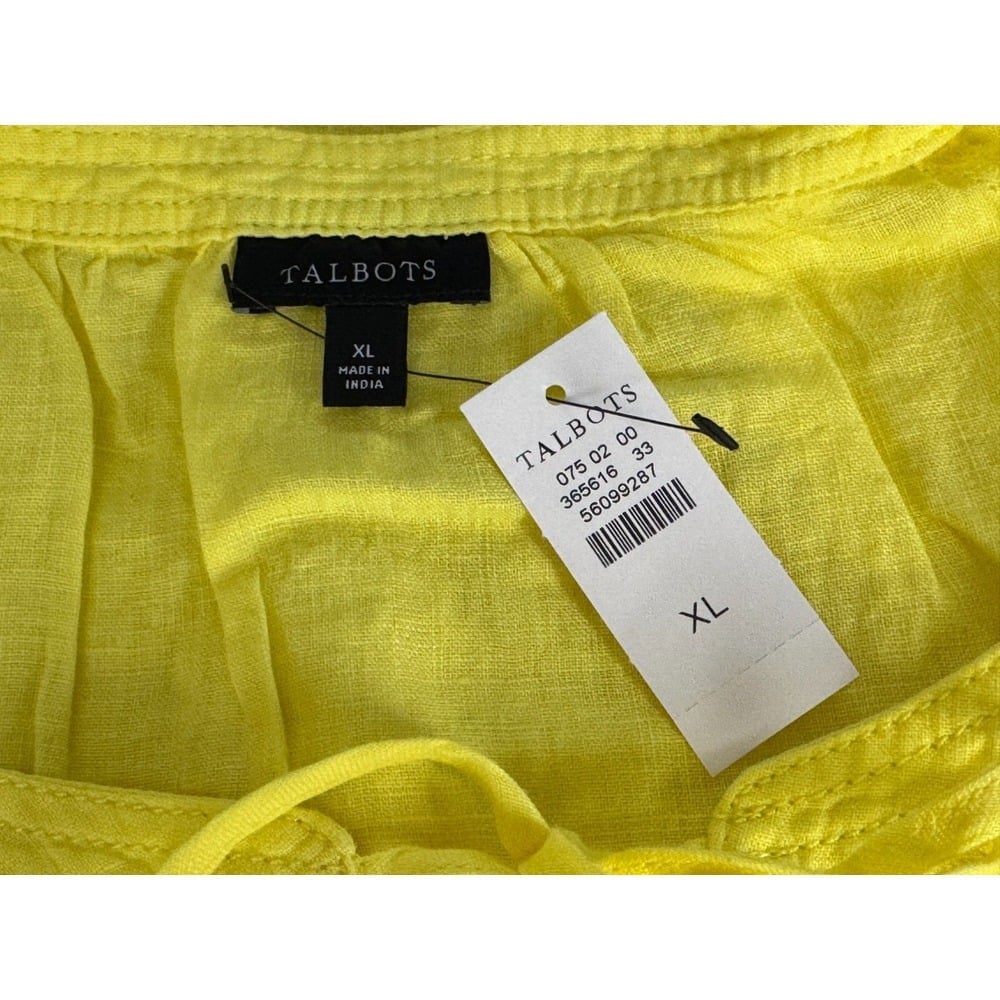 TALBOTS
XL
MADE IN
INDIA
TALBOTS
075 02 00
365616 33
56099287
XL